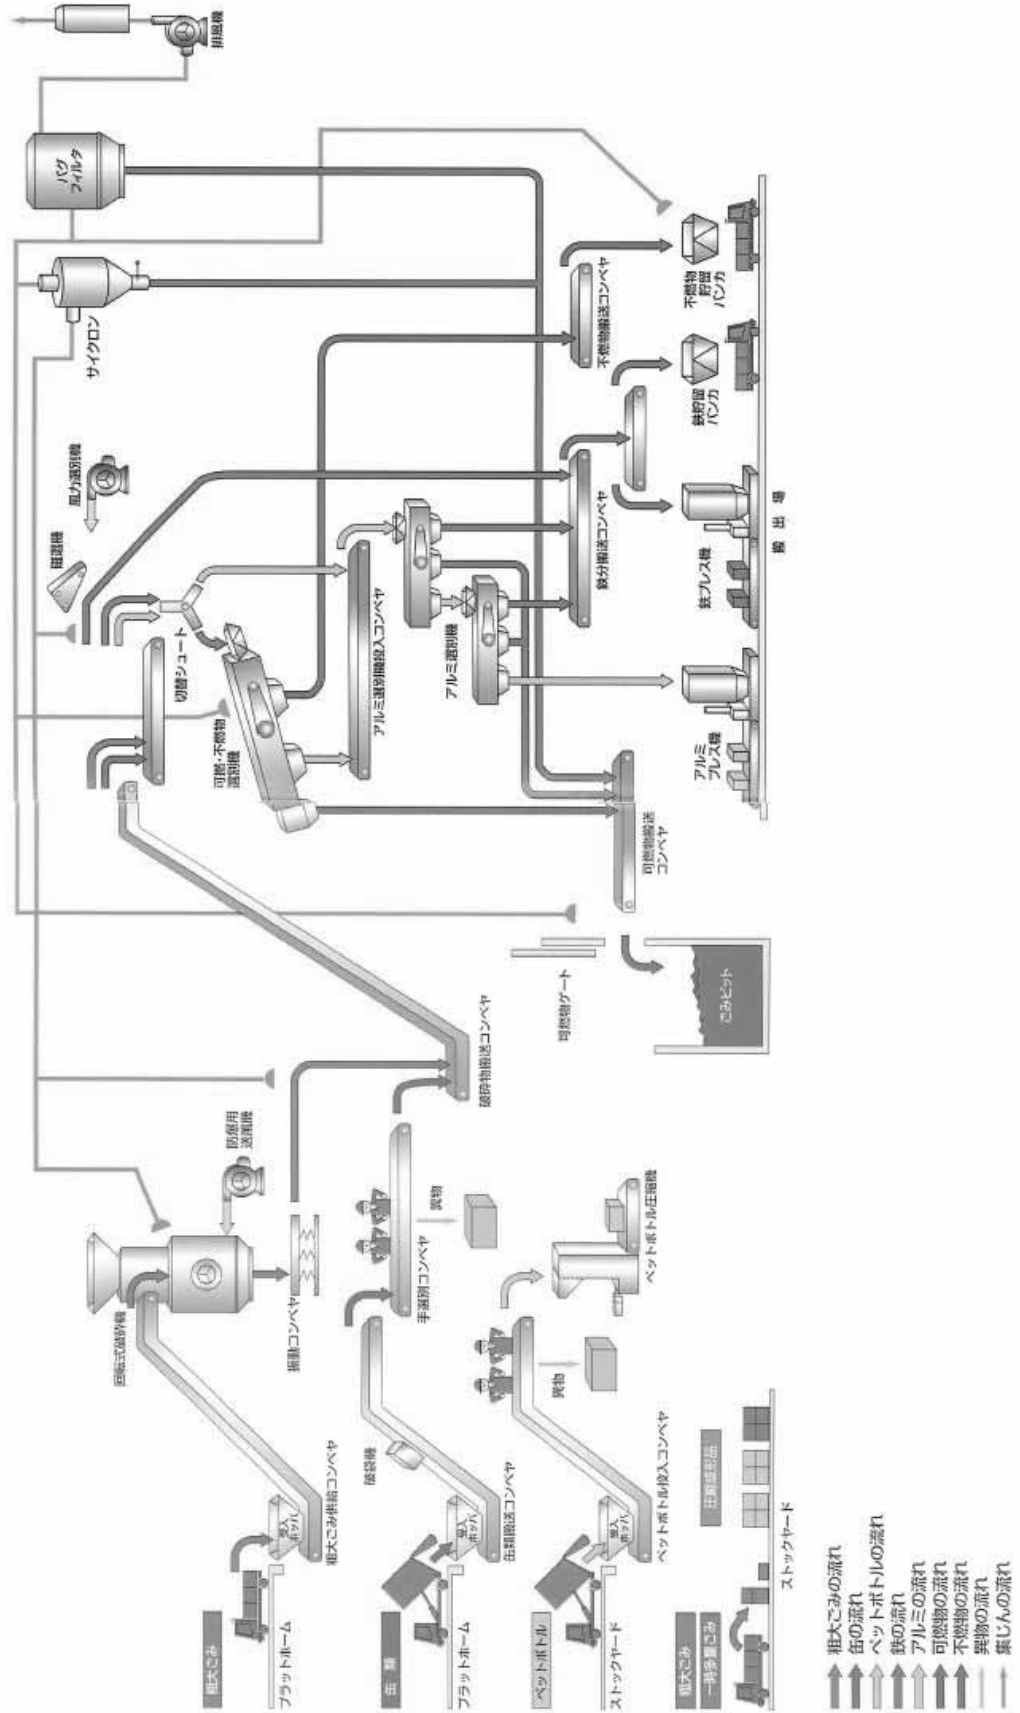 粗大ごみ
プラットホーム
受入
ホッパ
粗大ごみ供給コンベヤ
回転式破砕機
防爆用
送風機
振動コンベヤ
缶類
プラットホーム
受入
ホッパ
缶類搬送コンベヤ
破袋機
手選別コンベヤ
異物
破砕物搬送コンベヤ
ペットボトル
ストックヤード
受入
ホッパ
ペットボトル投入コンベヤ
異物
ペットボトル圧縮機
粗大ごみ
一時多量ごみ
圧縮成形品
ストックヤード
磁選機
風力選別機
サイクロン
バグ
フィルタ
排風機
切替シュート
可燃・不燃物
選別機
アルミ選別機投入コンベヤ
アルミ選別機
鉄分搬送コンベヤ
不燃物搬送コンベヤ
可燃物搬送
コンベヤ
可燃物ゲート
ごみピット
アルミ
プレス機
鉄プレス機
鉄貯留
バンカ
不燃物
貯留
バンカ
搬出場
粗大ごみの流れ
缶の流れ
ペットボトルの流れ
鉄の流れ
アルミの流れ
可燃物の流れ
不燃物の流れ
異物の流れ
集じんの流れ